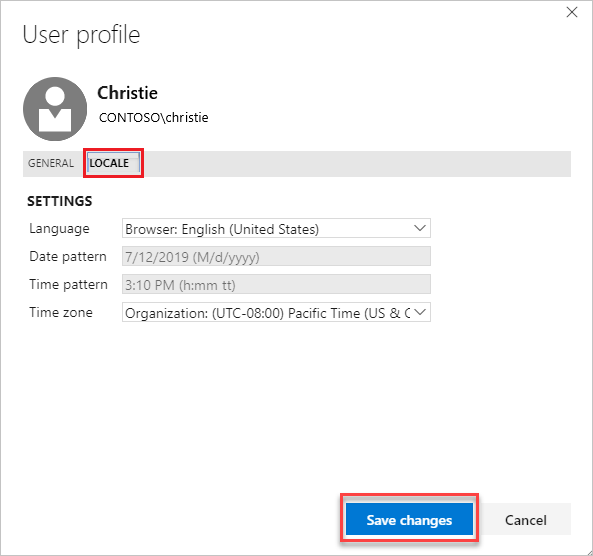 User profile
Christie
CONTOSO\christie
GENERAL LOCALE
SETTINGS
Language Browser: English (United States)
Date pattern 7/12/2019 (M/d/yyyy)
Time pattern 3:10 PM (h:mm tt)
Time zone Organization: (UTC-08:00) Pacific Time (US & C
Save changes Cancel